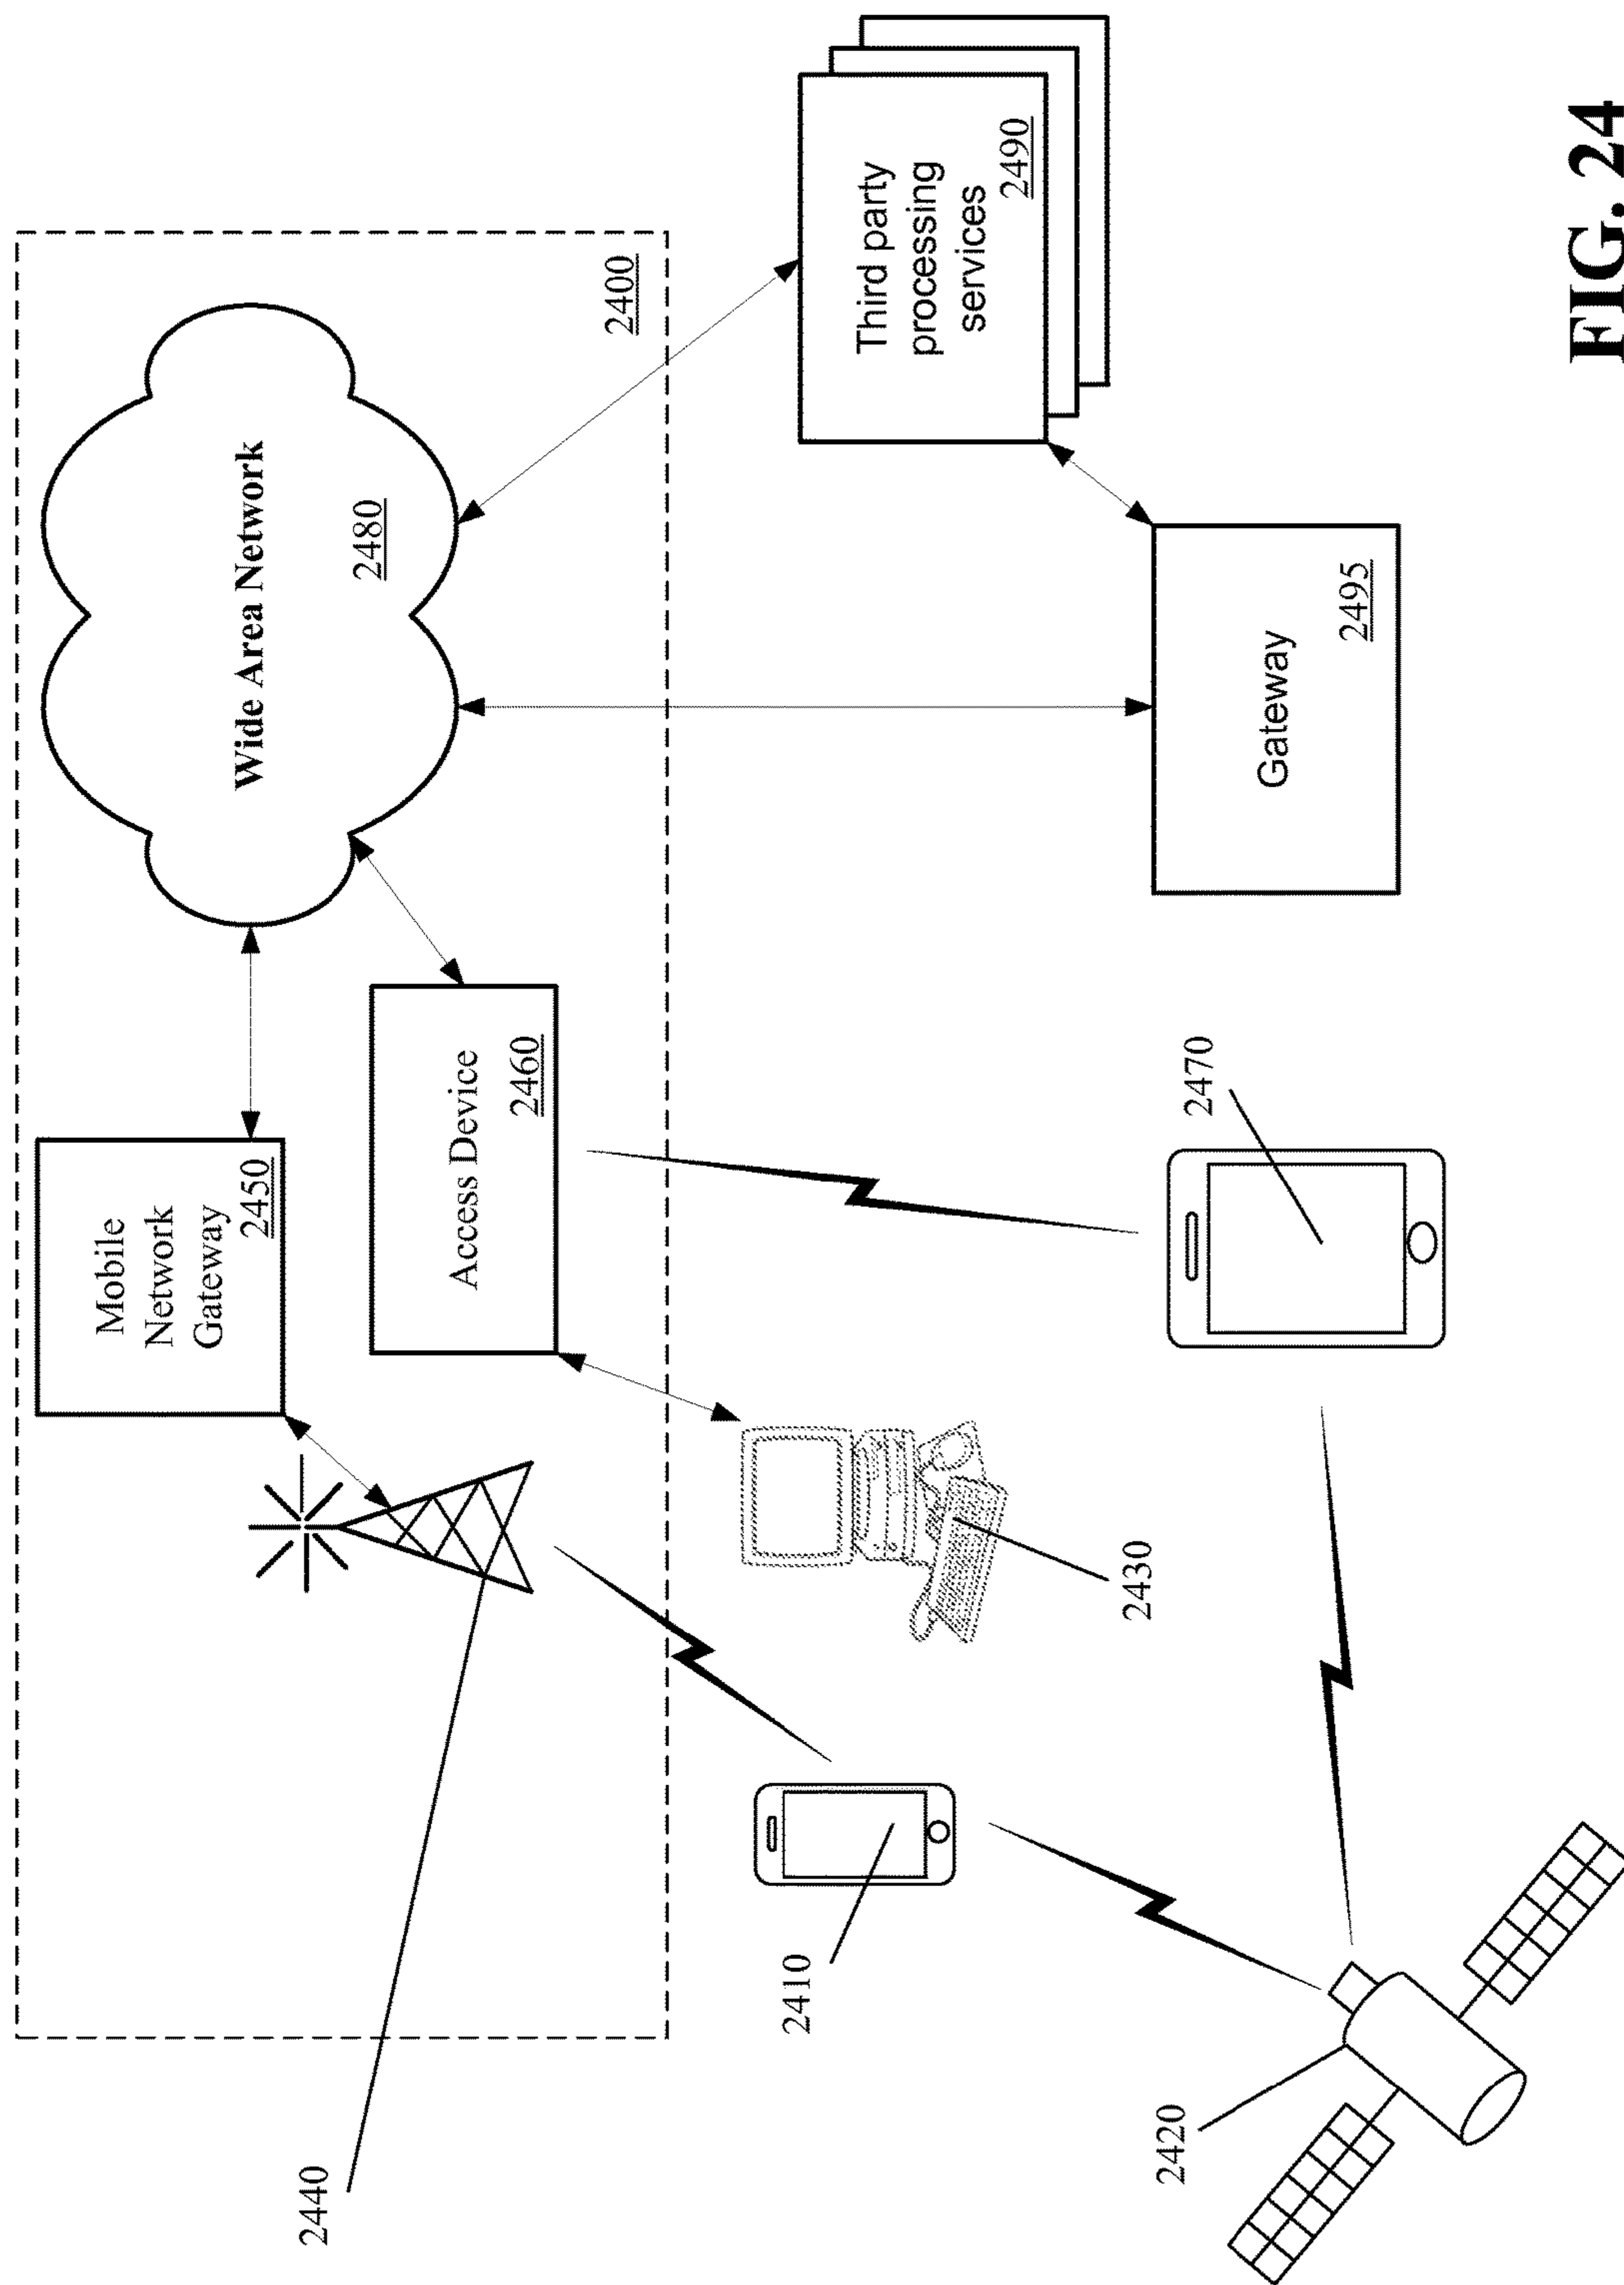 2440
Mobile
Network
Gateway
2450
Wide Area Network
2480
Access Device
2460
2400
2410
2430
Third party
processing
services
2490
2420
2470
Gateway
2495
FIG. 24